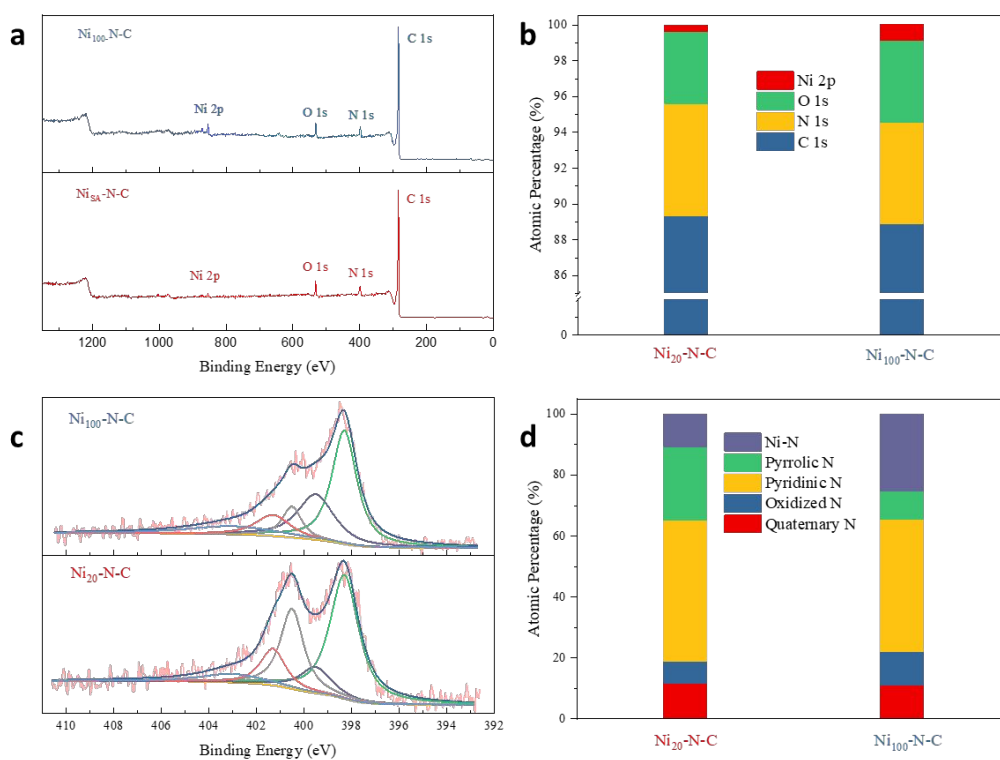 a
Ni100-N-C
C 1s
Ni 2p
O 1s
N 1s
NiSA-N-C
C 1s
Ni 2p
O 1s
N 1s
1200 1000 800 600 400 200 0
Binding Energy (eV)
b
Atomic Percentage (%)
100
98
96
94
92
90
88
86
0
Ni 2p
O 1s
N 1s
C 1s
Ni20-N-C
Ni100-N-C
c
Ni100-N-C
Ni20-N-C
410 408 406 404 402 400 398 396 394 392
Binding Energy (eV)
d
Atomic Percentage (%)
100
80
60
40
20
0
Ni-N
Pyrrolic N
Pyridinic N
Oxidized N
Quaternary N
Ni20-N-C
Ni100-N-C